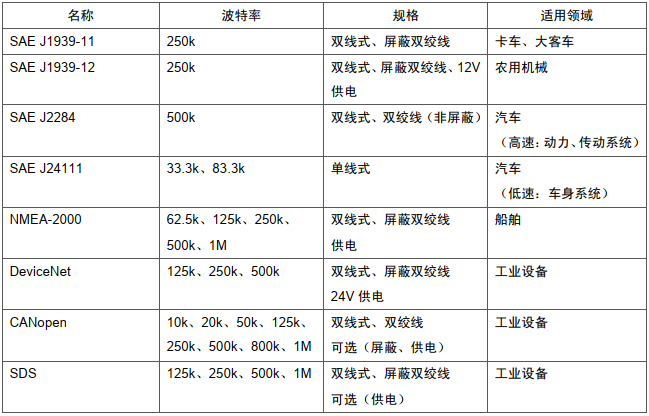 名称 波特率 规格 适用领域
SAE J1939-11 250k 双线式、屏蔽双绞线 卡车、大客车
SAE J1939-12 250k 双线式、屏蔽双绞线、12V 农用机械
供电
SAE J2284 500k 双线式、双绞线（非屏蔽） 汽车
（高速：动力、传动系统）
SAE J24111 33.3k、83.3k 单线式 汽车
（低速：车身系统）
NMEA-2000 62.5k、125k、250k、 双线式、屏蔽双绞线 船舶
500k、1M 供电
DeviceNet 125k、250k、500k 双线式、屏蔽双绞线 工业设备
24V 供电
CANopen 10k、20k、50k、125k、 双线式、双绞线 工业设备
250k、500k、800k、1M 可选（屏蔽、供电）
SDS 125k、250k、500k、1M 双线式、屏蔽双绞线 工业设备
可选（供电）